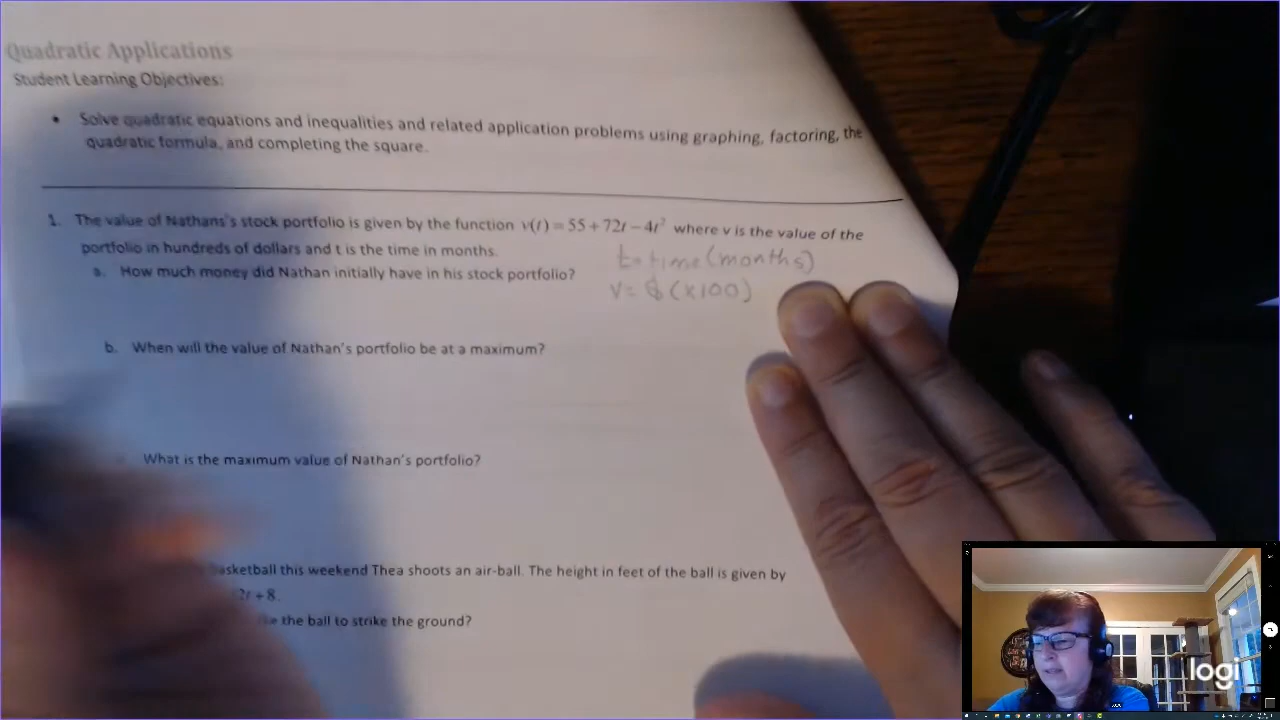 Quadratic Applications
Student Learning Objectives:
• Solve quadratic equations and inequalities and related application problems using graphing, factoring, the
quadratic formula, and completing the square.
1. The value of Nathans's stock portfolio is given by the function v(t) = 55 + 72t − 4t² where v is the value of the
portfolio in hundreds of dollars and t is the time in months.
t = time (months)
a. How much money did Nathan initially have in his stock portfolio?
v = $ (x100)
b. When will the value of Nathan's portfolio be at a maximum?
What is the maximum value of Nathan's portfolio?
basketball this weekend Thea shoots an air-ball. The height in feet of the ball is given by
2t + 8.
the ball to strike the ground?
logi